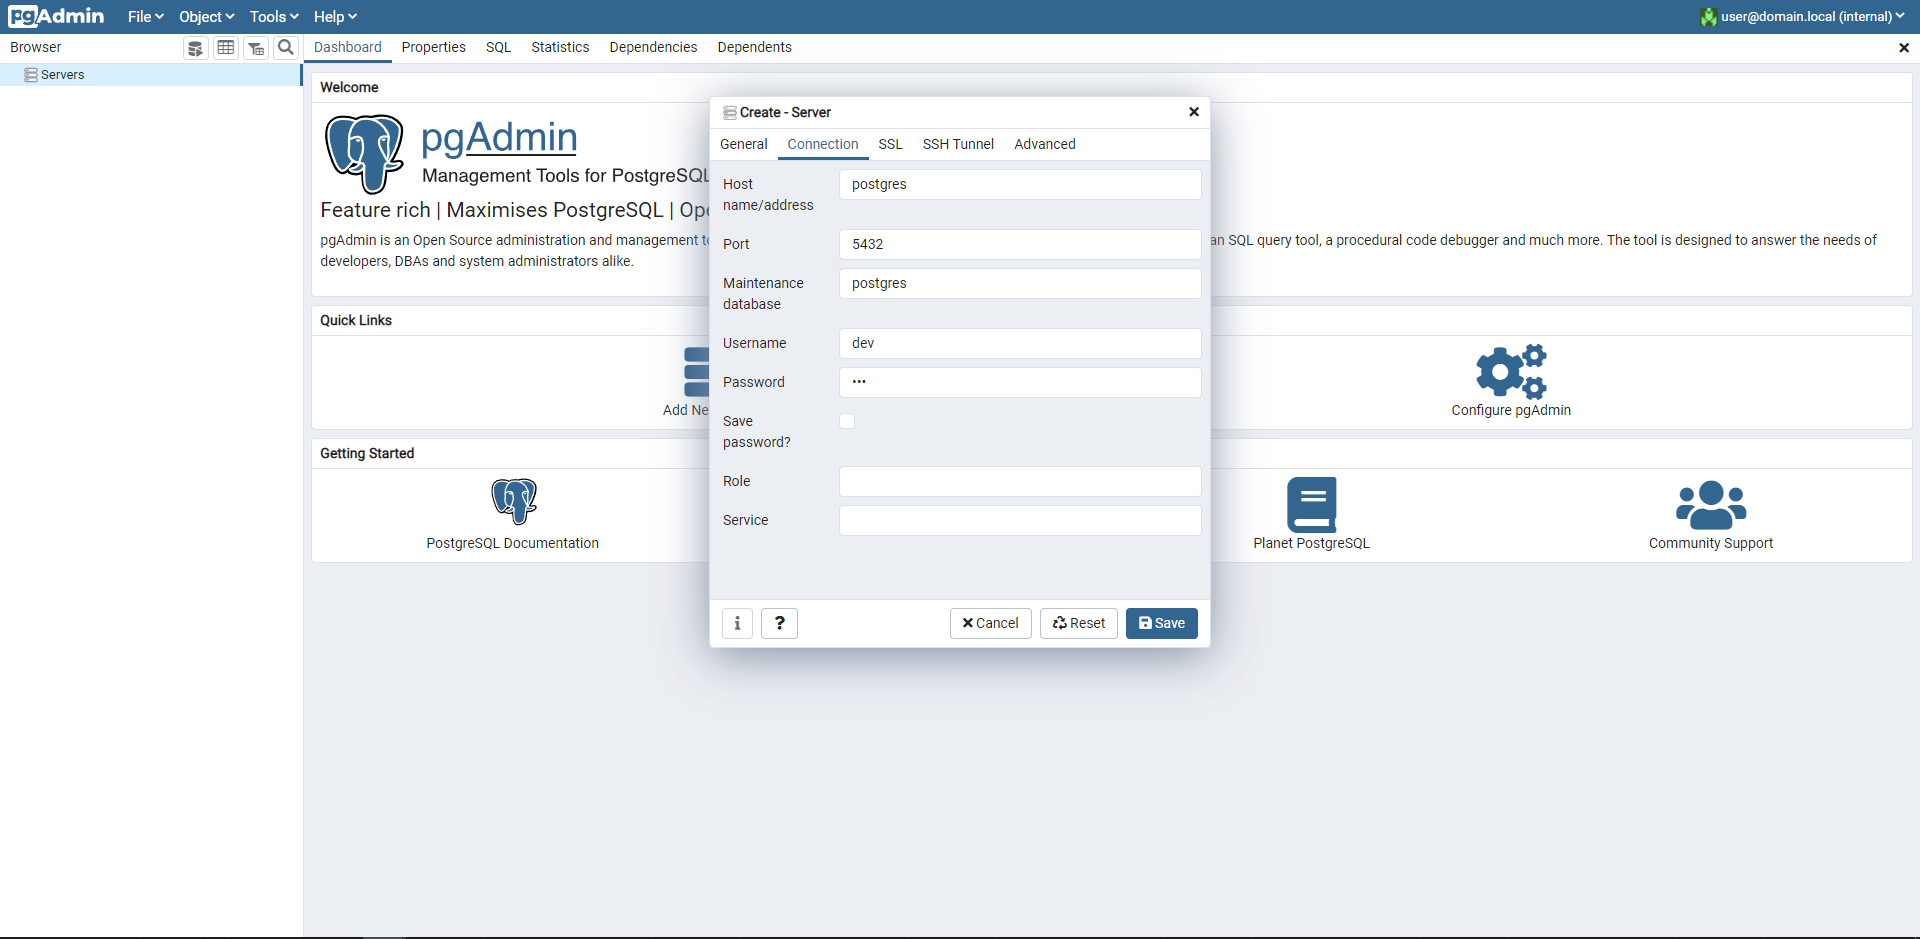 pgAdmin File Object Tools Help user@domain.local (internal)
Browser Dashboard Properties SQL Statistics Dependencies Dependents
Servers
Welcome
pgAdmin
Management Tools for PostgreSQL
Feature rich | Maximises PostgreSQL | Ope
pgAdmin is an Open Source administration and management to
an SQL query tool, a procedural code debugger and much more. The tool is designed to answer the needs of
developers, DBAs and system administrators alike.
Quick Links
Add Ne
Configure pgAdmin
Getting Started
PostgreSQL Documentation
Planet PostgreSQL
Community Support
Create - Server
General Connection SSL SSH Tunnel Advanced
Host
name/address
postgres
Port
5432
Maintenance
database
postgres
Username
dev
Password
•••
Save
password?
Role
Service
i ? Cancel Reset Save